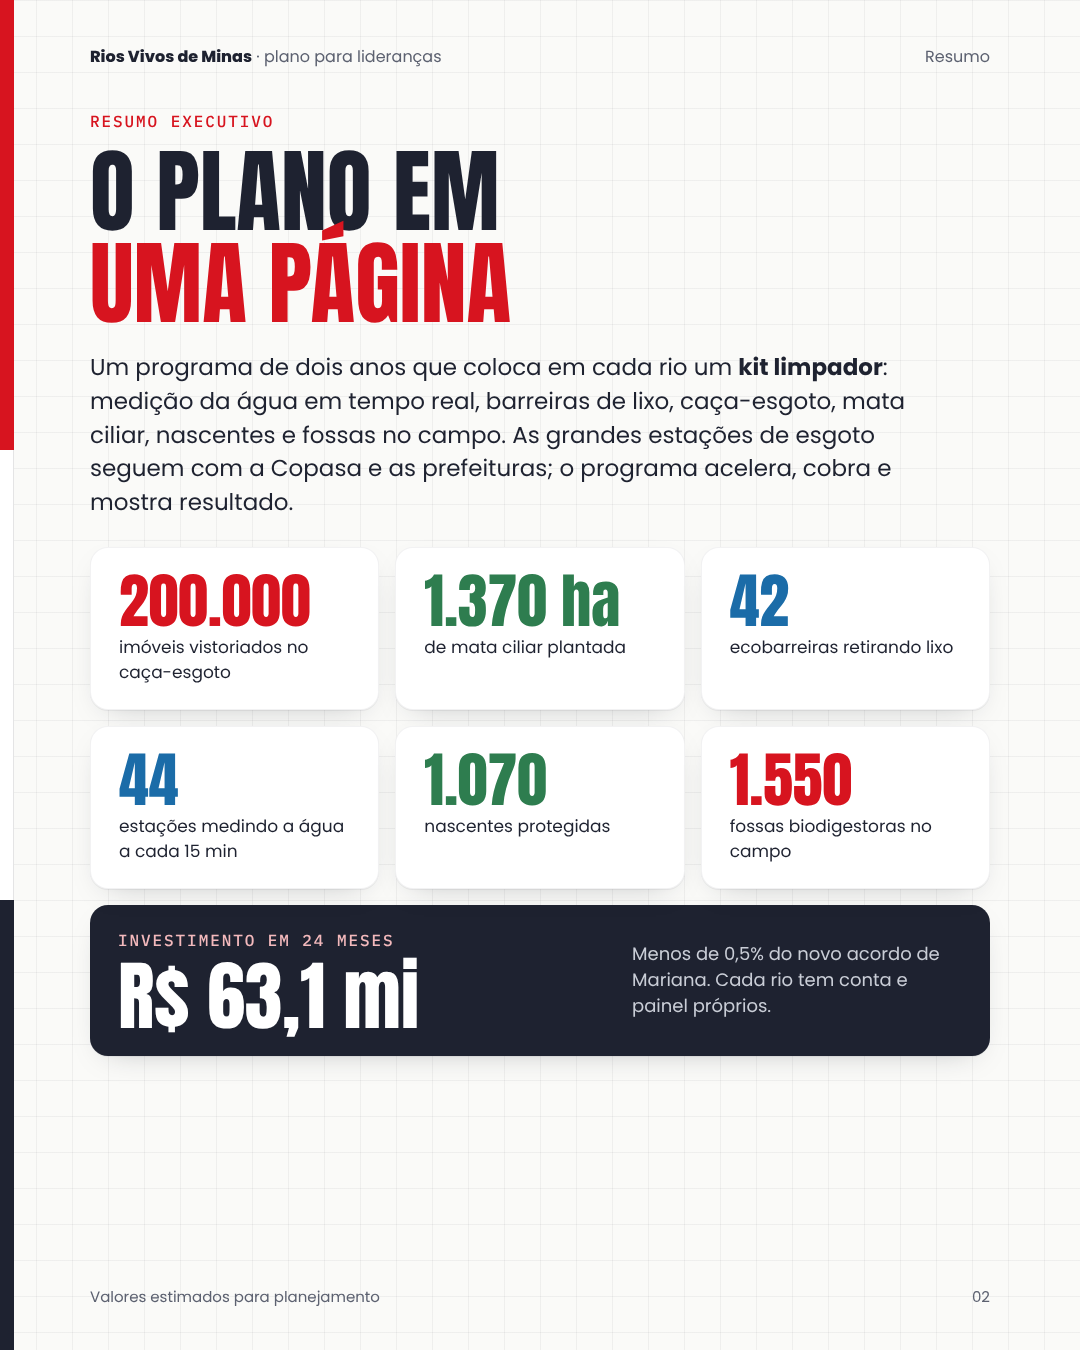 Rios Vivos de Minas · plano para lideranças
Resumo
RESUMO EXECUTIVO
O PLANO EM
UMA PÁGINA
Um programa de dois anos que coloca em cada rio um kit limpador:
medição da água em tempo real, barreiras de lixo, caça-esgoto, mata
ciliar, nascentes e fossas no campo. As grandes estações de esgoto
seguem com a Copasa e as prefeituras; o programa acelera, cobra e
mostra resultado.
200.000
imóveis vistoriados no
caça-esgoto
1.370 ha
de mata ciliar plantada
42
ecobarreiras retirando lixo
44
estações medindo a água
a cada 15 min
1.070
nascentes protegidas
1.550
fossas biodigestoras no
campo
INVESTIMENTO EM 24 MESES
R$ 63,1 mi
Menos de 0,5% do novo acordo de
Mariana. Cada rio tem conta e
painel próprios.
Valores estimados para planejamento
02